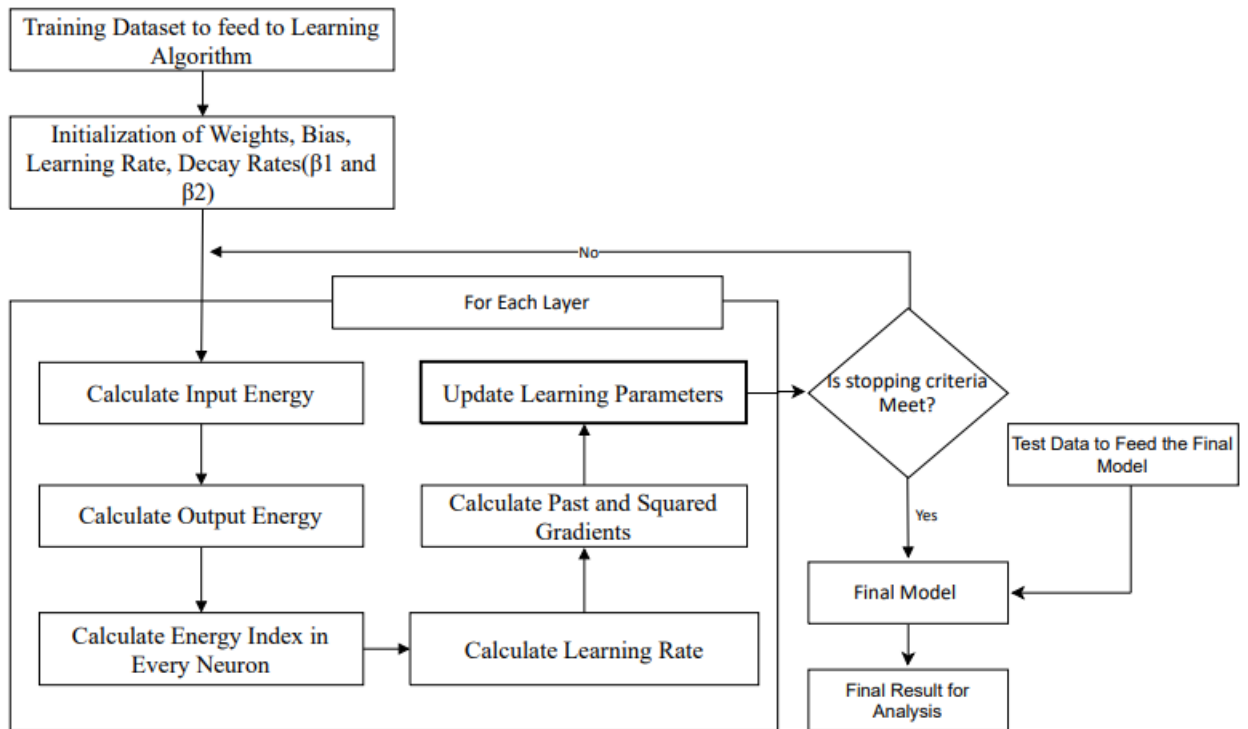 Training Dataset to feed to Learning
Algorithm
Initialization of Weights, Bias,
Learning Rate, Decay Rates(β1 and
β2)
No
For Each Layer
Calculate Input Energy
Update Learning Parameters
Is stopping criteria
Meet?
Test Data to Feed the Final
Model
Calculate Output Energy
Calculate Past and Squared
Gradients
Yes
Final Model
Calculate Energy Index in
Every Neuron
Calculate Learning Rate
Final Result for
Analysis